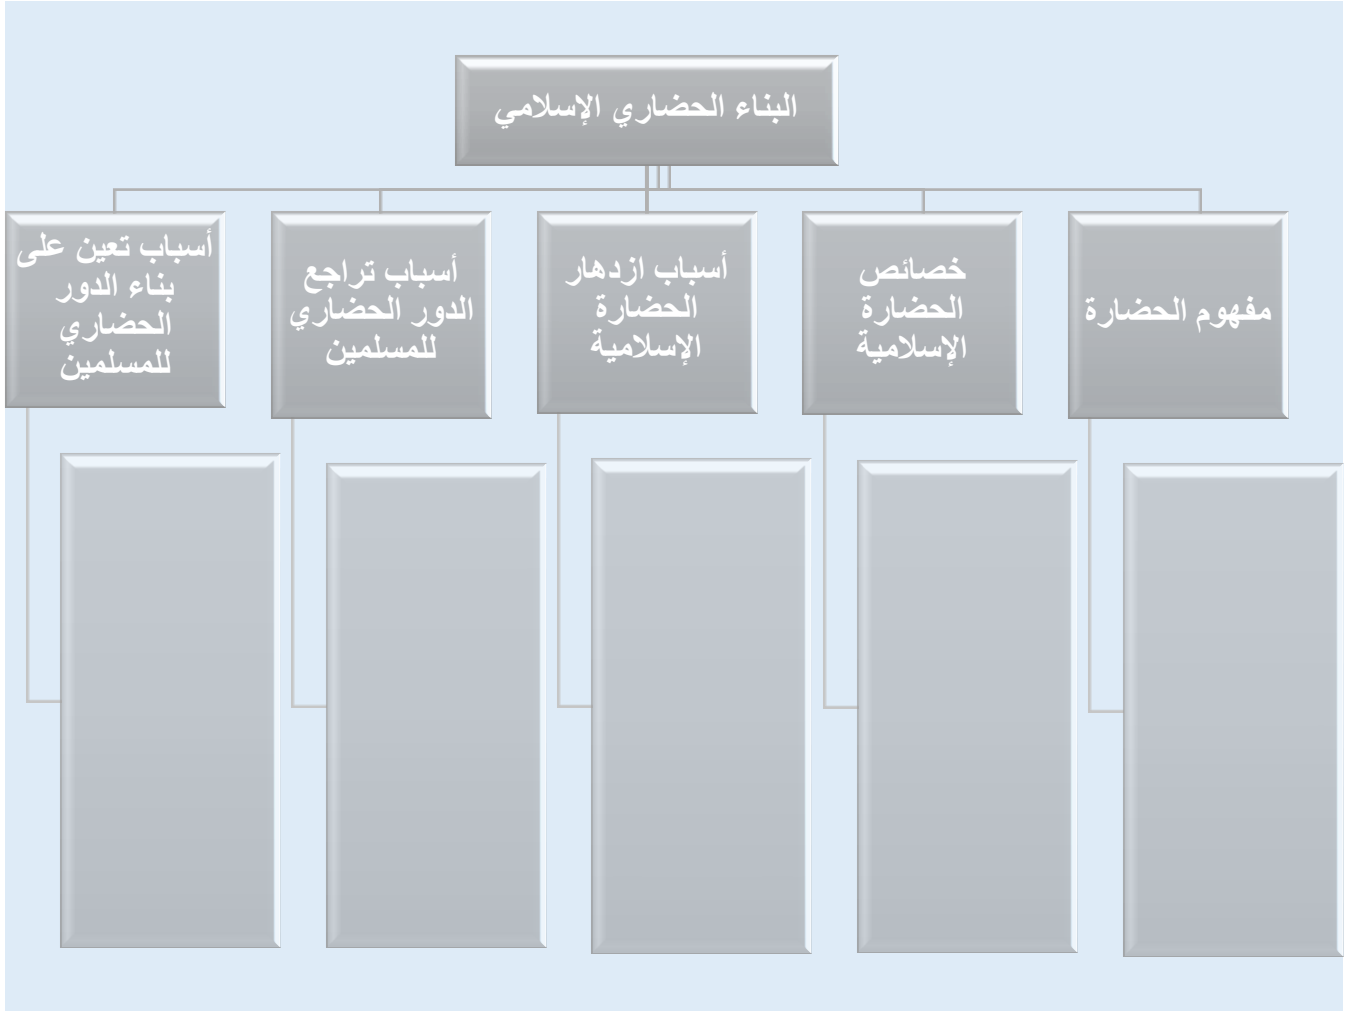 البناء الحضاري الإسلامي
مفهوم الحضارة
خصائص
الحضارة
الإسلامية
أسباب ازدهار
الحضارة
الإسلامية
أسباب تراجع
الدور الحضاري
للمسلمين
أسباب تعين على
بناء الدور
الحضاري
للمسلمين